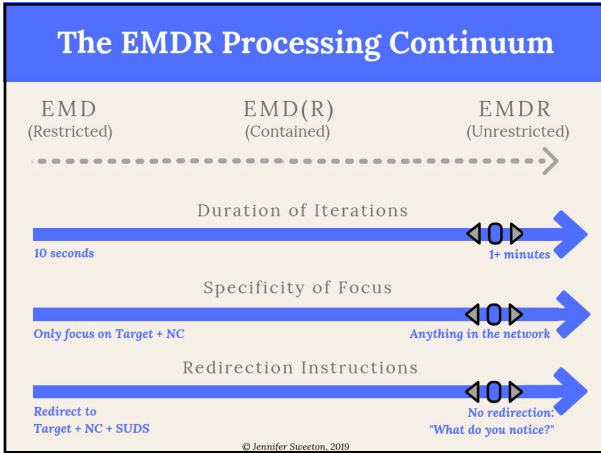 The EMDR Processing Continuum
EMD EMD(R) EMDR
(Restricted) (Contained) (Unrestricted)
Duration of Iterations
10 seconds 1+ minutes
Specificity of Focus
Only focus on Target + NC Anything in the network
Redirection Instructions
Redirect to No redirection:
Target + NC + SUDS "What do you notice?"
© Jennifer Sweeton, 2019